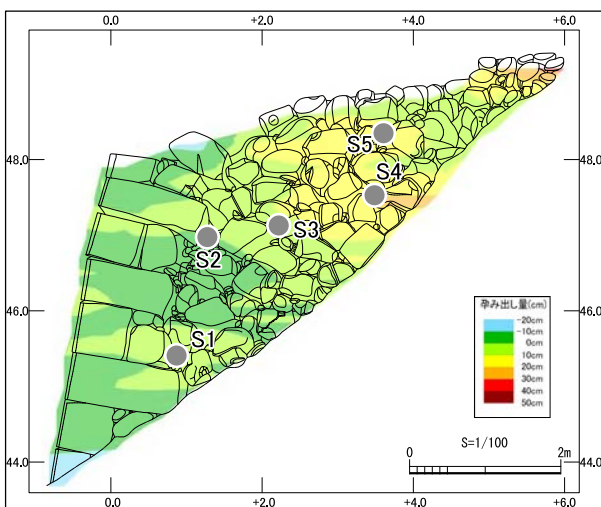 0.0 +2.0 +4.0 +6.0
48.0 48.0
S5
S4
S3
S2
46.0 46.0
S1
孕み出し量(cm)
-20cm
-10cm
0cm
10cm
20cm
30cm
40cm
50cm
S=1/100
0 2m
44.0 44.0
0.0 +2.0 +4.0 +6.0